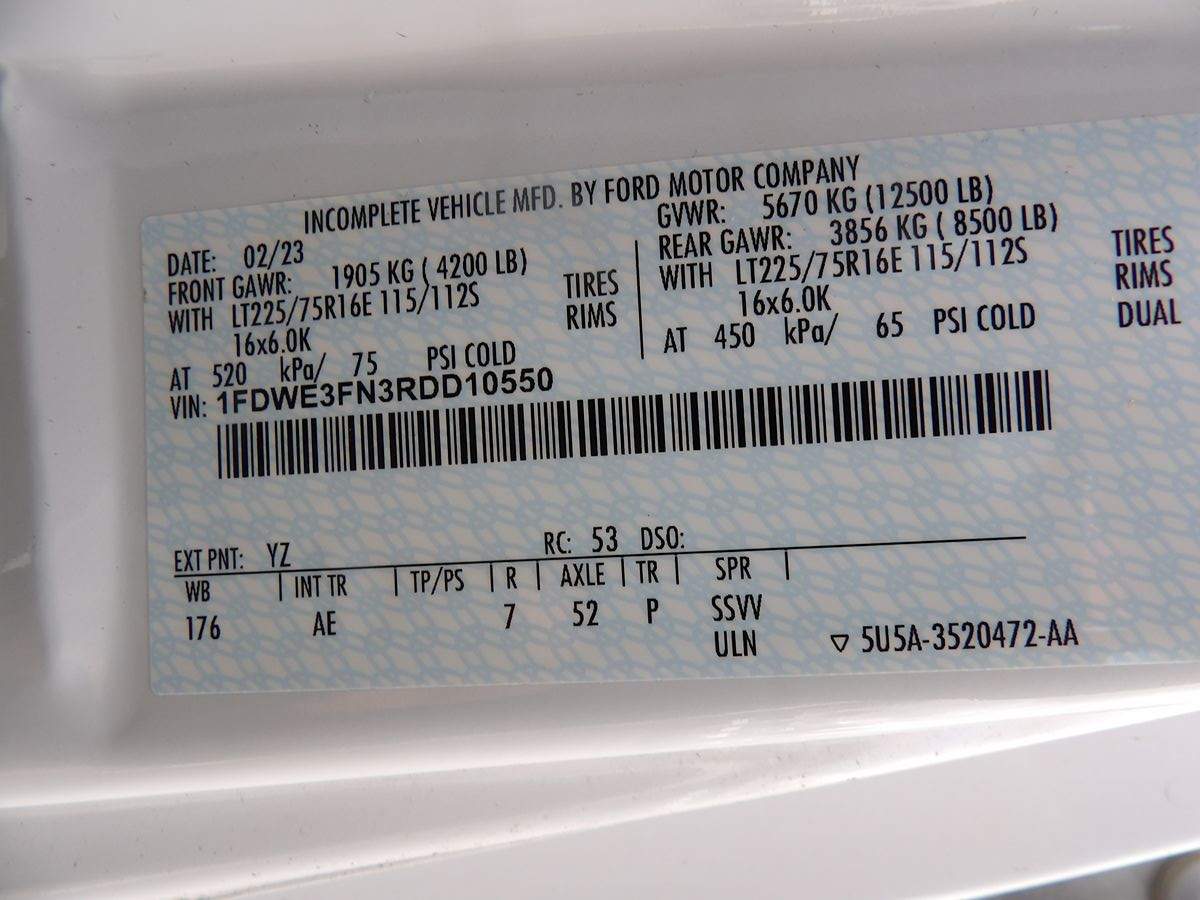 INCOMPLETE VEHICLE MFD. BY FORD MOTOR COMPANY
DATE: 02/23 GVWR: 5670 KG (12500 LB)
FRONT GAWR: 1905 KG ( 4200 LB) REAR GAWR: 3856 KG ( 8500 LB)
WITH LT225/75R16E 115/112S TIRES WITH LT225/75R16E 115/112S TIRES
16x6.0K RIMS 16x6.0K RIMS
AT 520 kPa/ 75 PSI COLD AT 450 kPa/ 65 PSI COLD DUAL
VIN: 1FDWE3FN3RDD10550
EXT PNT: YZ RC: 53 DSO:
WB INT TR TP/PS R AXLE TR SPR
176 AE 7 52 P SSVV
ULN ▽ 5U5A-3520472-AA